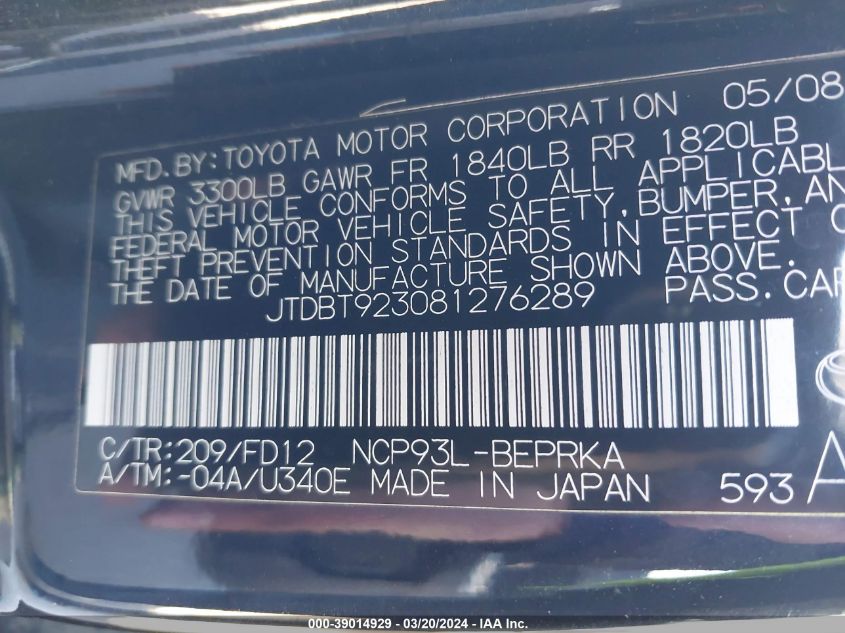 MFD.BY:TOYOTA MOTOR CORPORATION 05/08
GVWR 3300LB GAWR FR 1840LB RR 1820LB
THIS VEHICLE CONFORMS TO ALL APPLICABL
FEDERAL MOTOR VEHICLE SAFETY, BUMPER, AN
THEFT PREVENTION STANDARDS IN EFFECT O
THE DATE OF MANUFACTURE SHOWN ABOVE.
JTDBT923081276289 PASS.CAR
C/TR:209/FD12 NCP93L-BEPRKA
A/TM:-04A/U340E MADE IN JAPAN 593 A
000-39014929 - 03/20/2024 - IAA Inc.